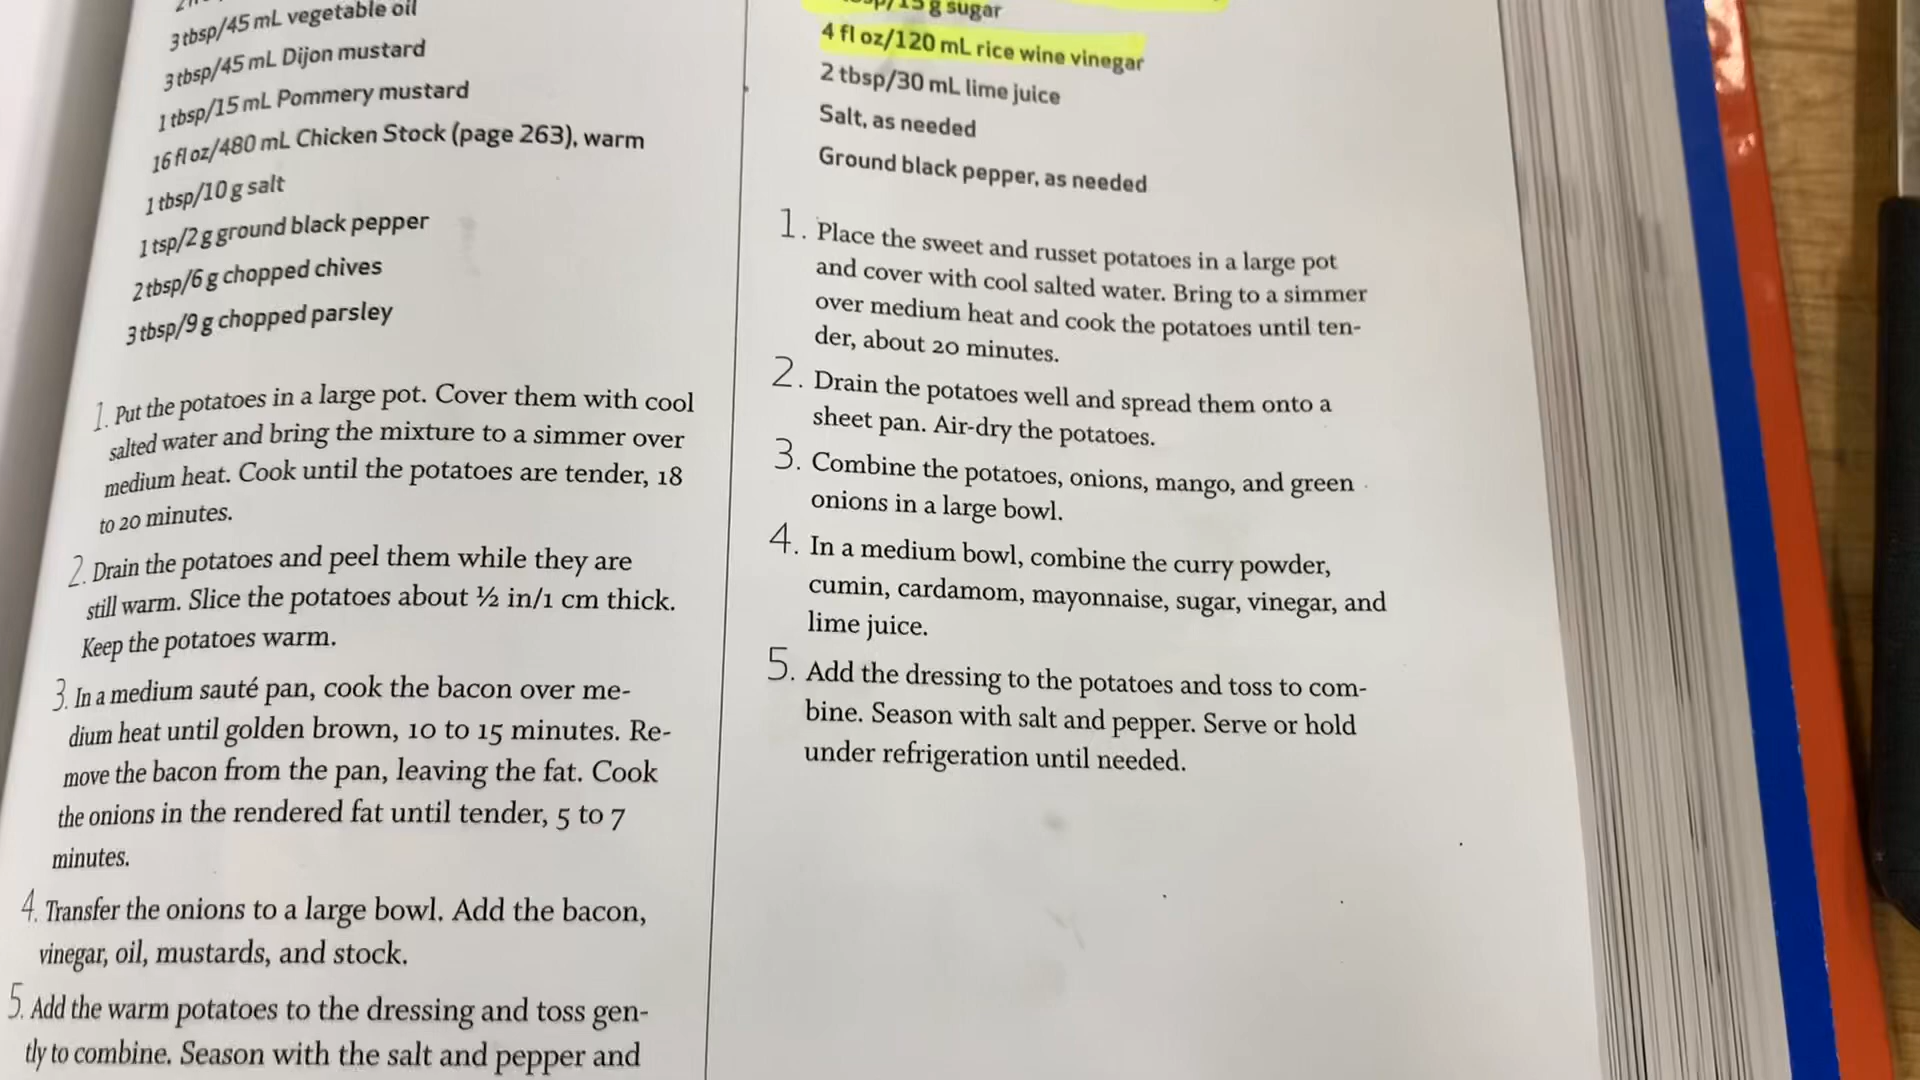 3 tbsp/45 mL vegetable oil
3 tbsp/45 mL Dijon mustard
1 tbsp/15 mL Pommery mustard
16 fl oz/480 mL Chicken Stock (page 263), warm
1 tbsp/10 g salt
1 tsp/2 g ground black pepper
2 tbsp/6 g chopped chives
3 tbsp/9 g chopped parsley
1. Put the potatoes in a large pot. Cover them with cool
salted water and bring the mixture to a simmer over
medium heat. Cook until the potatoes are tender, 18
to 20 minutes.
2. Drain the potatoes and peel them while they are
still warm. Slice the potatoes about ½ in/1 cm thick.
Keep the potatoes warm.
3. In a medium sauté pan, cook the bacon over me-
dium heat until golden brown, 10 to 15 minutes. Re-
move the bacon from the pan, leaving the fat. Cook
the onions in the rendered fat until tender, 5 to 7
minutes.
4. Transfer the onions to a large bowl. Add the bacon,
vinegar, oil, mustards, and stock.
5. Add the warm potatoes to the dressing and toss gen-
tly to combine. Season with the salt and pepper and
g sugar
4 fl oz/120 mL rice wine vinegar
2 tbsp/30 mL lime juice
Salt, as needed
Ground black pepper, as needed
1. Place the sweet and russet potatoes in a large pot
and cover with cool salted water. Bring to a simmer
over medium heat and cook the potatoes until ten-
der, about 20 minutes.
2. Drain the potatoes well and spread them onto a
sheet pan. Air-dry the potatoes.
3. Combine the potatoes, onions, mango, and green
onions in a large bowl.
4. In a medium bowl, combine the curry powder,
cumin, cardamom, mayonnaise, sugar, vinegar, and
lime juice.
5. Add the dressing to the potatoes and toss to com-
bine. Season with salt and pepper. Serve or hold
under refrigeration until needed.